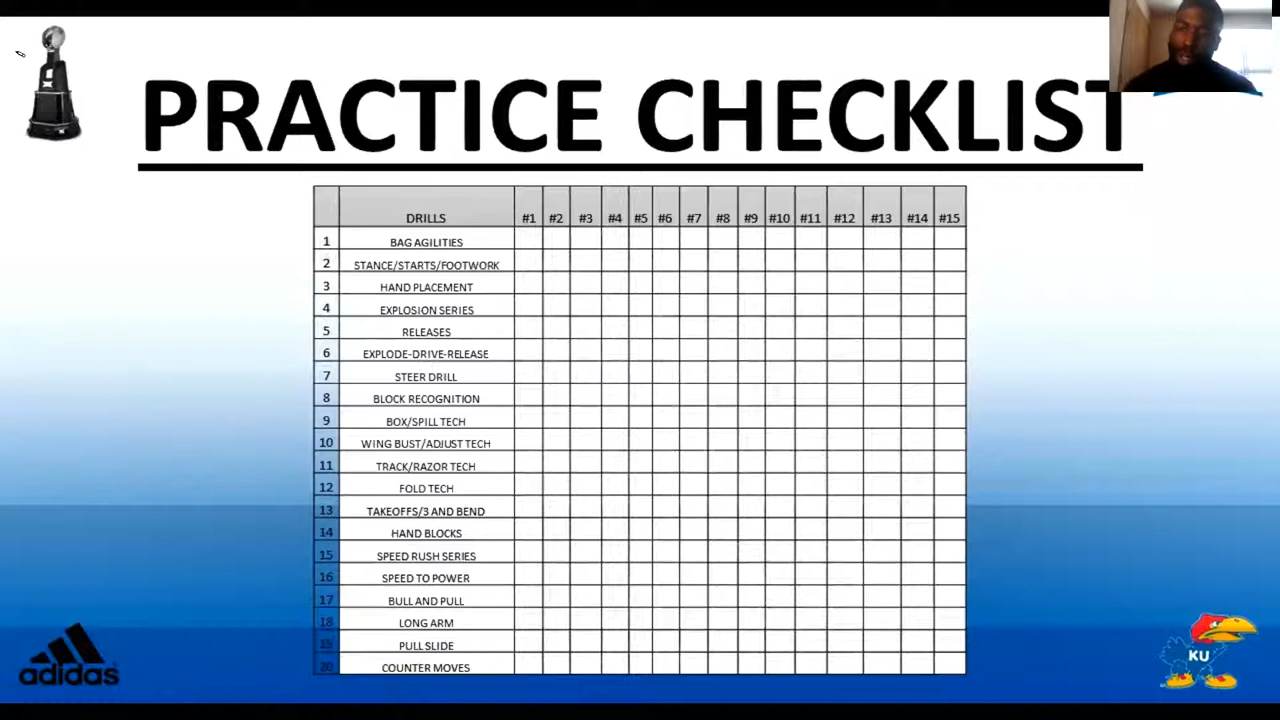 PRACTICE CHECKLIST
DRILLS #1 #2 #3 #4 #5 #6 #7 #8 #9 #10 #11 #12 #13 #14 #15
1 BAG AGILITIES
2 STANCE/STARTS/FOOTWORK
3 HAND PLACEMENT
4 EXPLOSION SERIES
5 RELEASES
6 EXPLODE-DRIVE-RELEASE
7 STEER DRILL
8 BLOCK RECOGNITION
9 BOX/SPILL TECH
10 WING BUST/ADJUST TECH
11 TRACK/RAZOR TECH
12 FOLD TECH
13 TAKEOFFS/3 AND BEND
14 HAND BLOCKS
15 SPEED RUSH SERIES
16 SPEED TO POWER
17 BULL AND PULL
18 LONG ARM
19 PULL SLIDE
20 COUNTER MOVES
adidas
KU